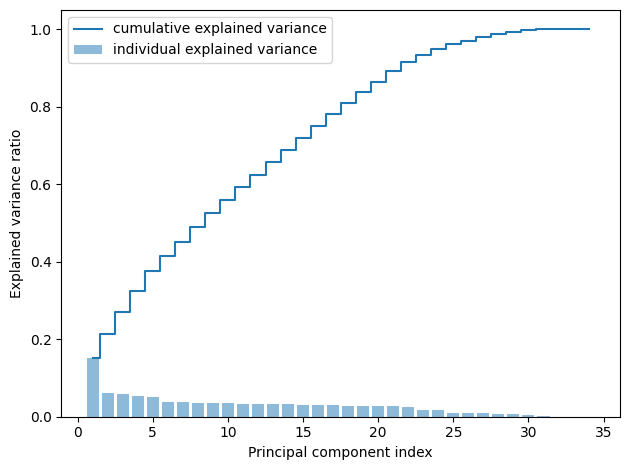 cumulative explained variance
individual explained variance
1.0
0.8
0.6
0.4
0.2
0.0
Explained variance ratio
0 5 10 15 20 25 30 35
Principal component index